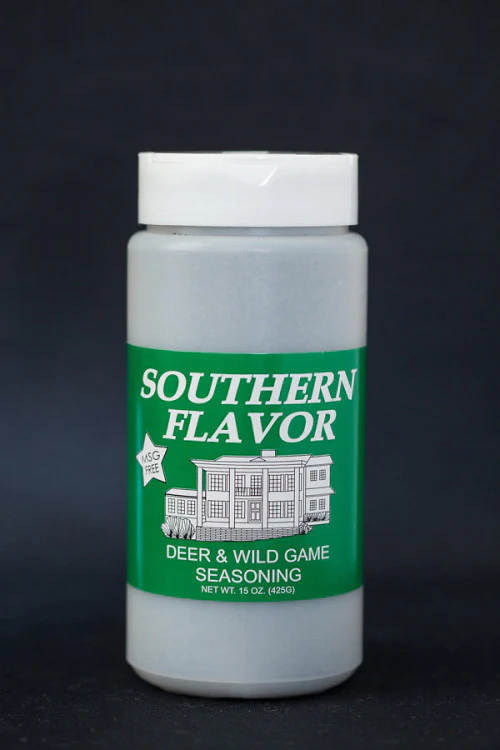 SOUTHERN
FLAVOR
MSG
FREE
DEER & WILD GAME
SEASONING
NET WT. 15 OZ. (425G)